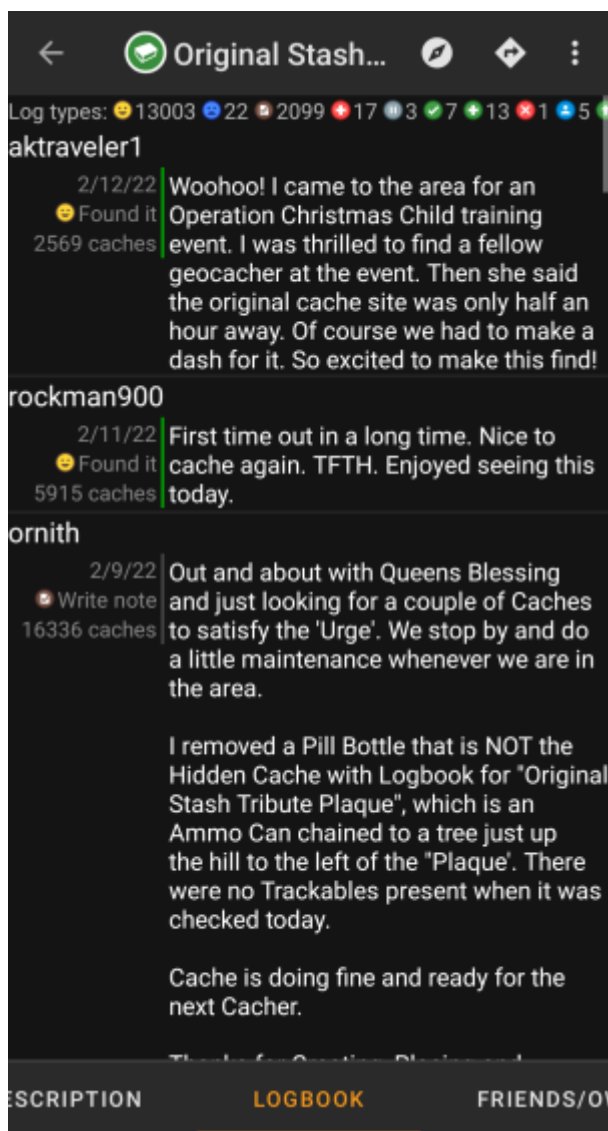 Original Stash...
Log types: 13003 22 2099 17 3 7 13 1 5
aktraveler1
2/12/22
Found it
2569 caches
Woohoo! I came to the area for an
Operation Christmas Child training
event. I was thrilled to find a fellow
geocacher at the event. Then she said
the original cache site was only half an
hour away. Of course we had to make a
dash for it. So excited to make this find!
rockman900
2/11/22
Found it
5915 caches
First time out in a long time. Nice to
cache again. TFTH. Enjoyed seeing this
today.
ornith
2/9/22
Write note
16336 caches
Out and about with Queens Blessing
and just looking for a couple of Caches
to satisfy the 'Urge'. We stop by and do
a little maintenance whenever we are in
the area.
I removed a Pill Bottle that is NOT the
Hidden Cache with Logbook for "Original
Stash Tribute Plaque", which is an
Ammo Can chained to a tree just up
the hill to the left of the "Plaque'. There
were no Trackables present when it was
checked today.
Cache is doing fine and ready for the
next Cacher.
ESCRIPTION
LOGBOOK
FRIENDS/O